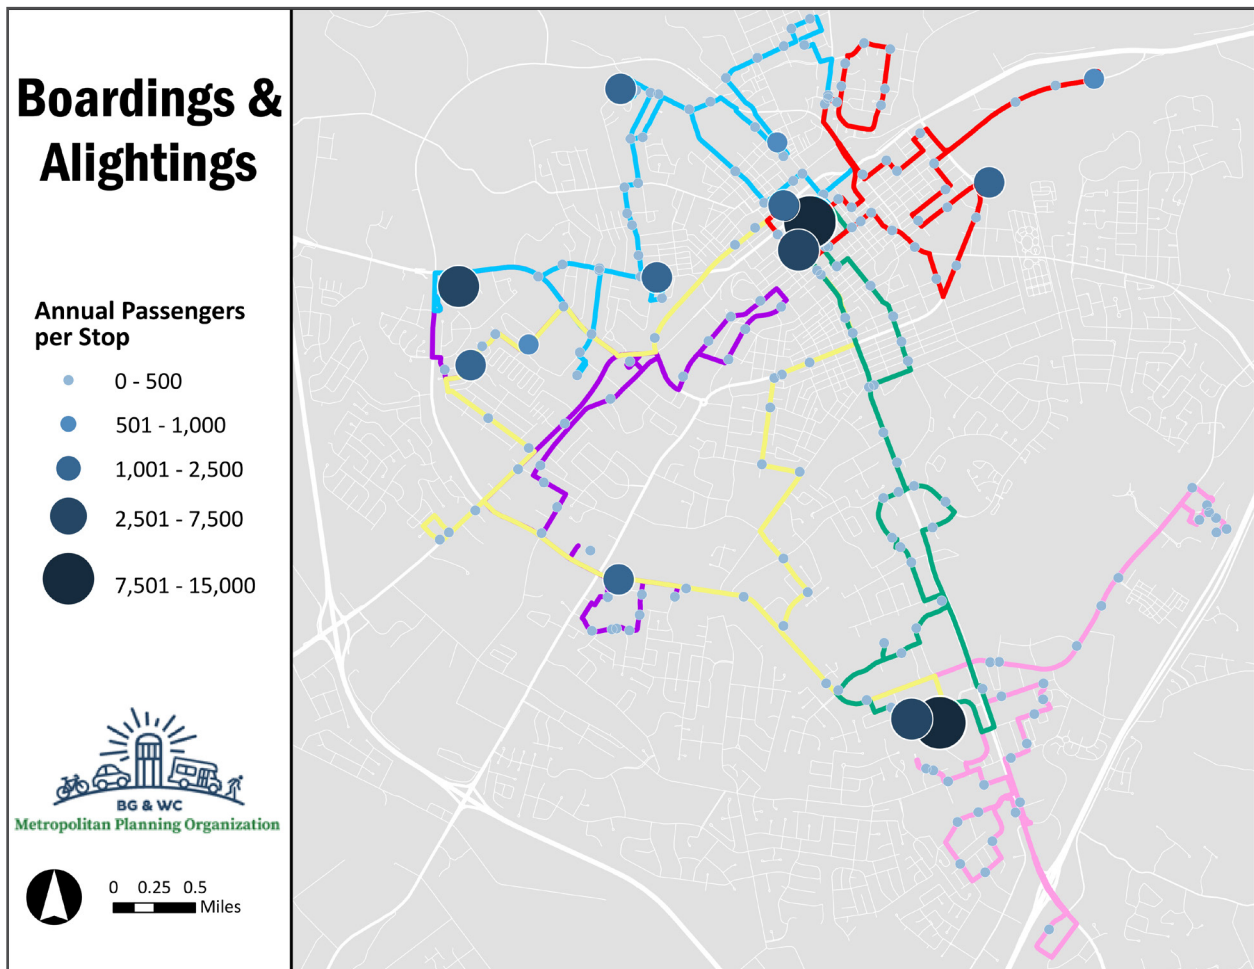 Boardings &
Alightings
Annual Passengers
per Stop
0 - 500
501 - 1,000
1,001 - 2,500
2,501 - 7,500
7,501 - 15,000
BG & WC
Metropolitan Planning Organization
0 0.25 0.5
Miles